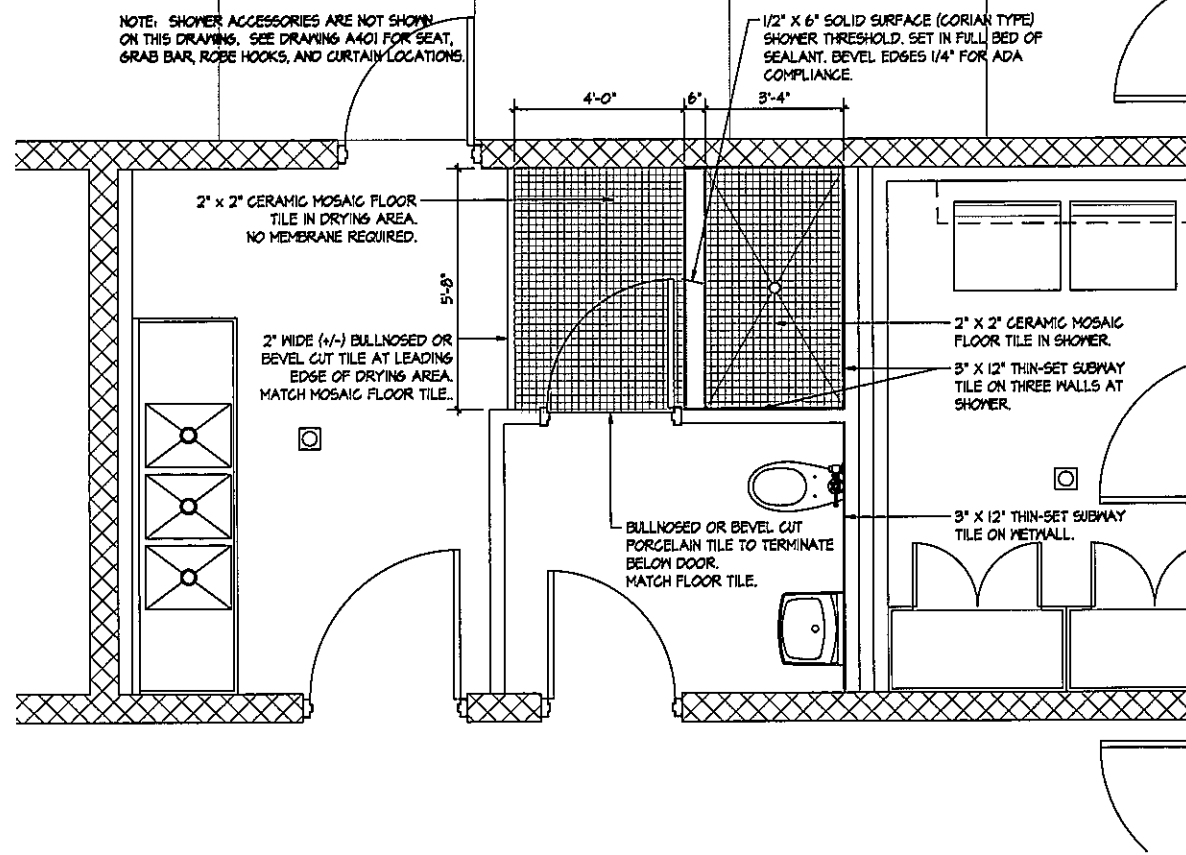 NOTE: SHOWER ACCESSORIES ARE NOT SHOWN
ON THIS DRAWING. SEE DRAWING A401 FOR SEAT,
GRAB BAR, ROBE HOOKS, AND CURTAIN LOCATIONS.
1/2" X 6" SOLID SURFACE (CORIAN TYPE)
SHOWER THRESHOLD. SET IN FULL BED OF
SEALANT. BEVEL EDGES 1/4" FOR ADA
COMPLIANCE.
4'-0"
6"
3'-4"
2" x 2" CERAMIC MOSAIC FLOOR
TILE IN DRYING AREA.
NO MEMBRANE REQUIRED.
5'-8"
2" WIDE (+/-) BULLNOSED OR
BEVEL CUT TILE AT LEADING
EDGE OF DRYING AREA.
MATCH MOSAIC FLOOR TILE.
2" X 2" CERAMIC MOSAIC
FLOOR TILE IN SHOWER.
3" X 12" THIN-SET SUBWAY
TILE ON THREE WALLS AT
SHOWER.
BULLNOSED OR BEVEL CUT
PORCELAIN TILE TO TERMINATE
BELOW DOOR.
MATCH FLOOR TILE.
3" X 12" THIN-SET SUBWAY
TILE ON WETWALL.